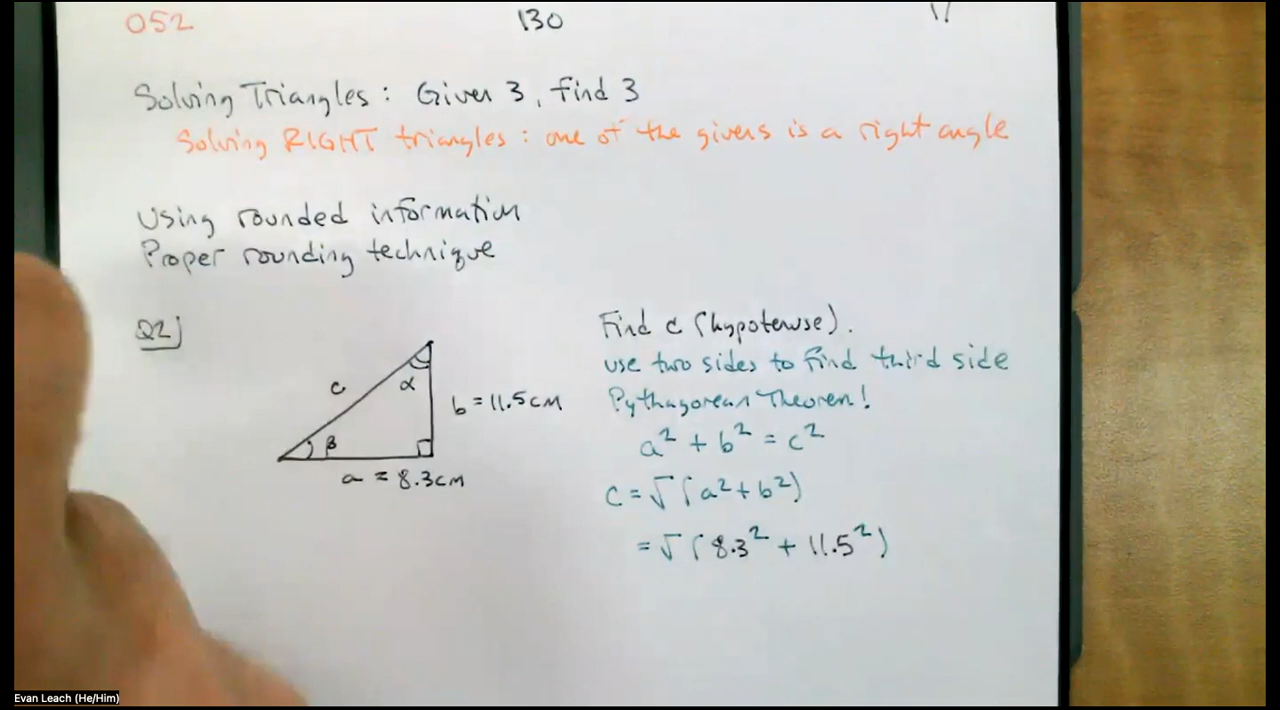 052
130
Solving Triangles: Given 3, find 3
Solving RIGHT triangles: one of the givens is a right angle
Using rounded information
Proper rounding technique
Q2)
c
α
β
b = 11.5cm
a = 8.3cm
Find c (hypotenuse).
use two sides to find third side
Pythagorean Theorem!
a² + b² = c²
c = √(a² + b²)
= √(8.3² + 11.5²)
Evan Leach (He/Him)